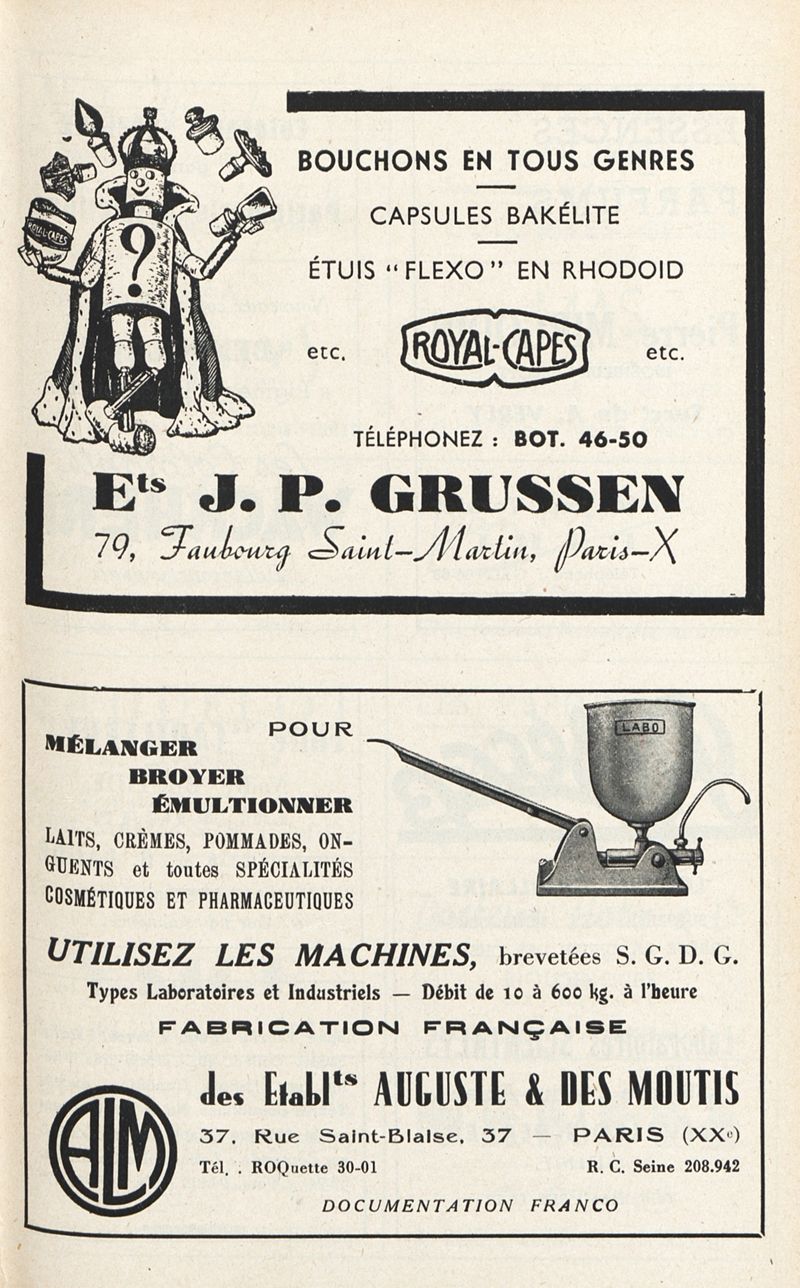 BOUCHONS EN TOUS GENRES
CAPSULES BAKÉLITE
ÉTUIS "FLEXO" EN RHODOID
ROYAL-CAPES
?
etc. ROYAL-CAPES etc.
TÉLÉPHONEZ : BOT. 46-50
Ets J. P. GRUSSEN
79, Faubourg Saint-Martin, Paris-X
POUR
MÉLANGER
BROYER
ÉMULTIONNER
LABO
LAITS, CRÈMES, POMMADES, ON-
GUENTS et toutes SPÉCIALITÉS
COSMÉTIQUES ET PHARMACEUTIQUES
UTILISEZ LES MACHINES, brevetées S. G. D. G.
Types Laboratoires et Industriels — Débit de 10 à 600 kg. à l'heure
FABRICATION FRANÇAISE
des Etablts AUGUSTE & DES MOUTIS
ALM
37, Rue Saint-Blaise, 37 — PARIS (XXe)
Tél. : ROQuette 30-01 R. C. Seine 208.942
DOCUMENTATION FRANCO